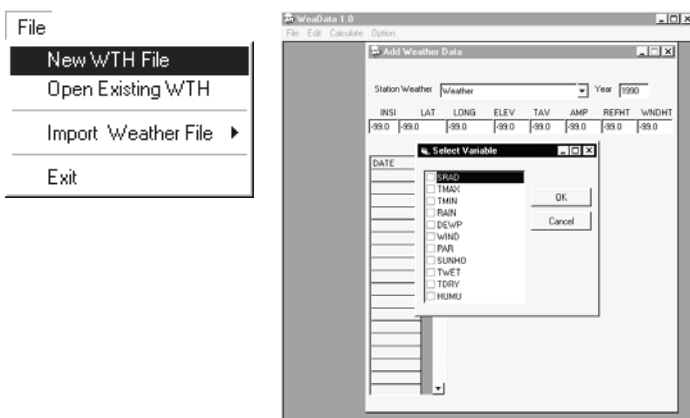 File
New WTH File
Open Existing WTH
Import Weather File
Exit
WeaData 1.0
File Edit Calculate Option
Add Weather Data
Station Weather Weather Year 1990
INSI LAT LONG ELEV TAV AMP REFHT WNDHT
-99.0 -99.0 -99.0 -99.0 -99.0 -99.0 -99.0 -99.0
DATE
Select Variable
SRAD
TMAX
TMIN
RAIN
DEWP
WIND
PAR
SUNHO
TWET
TDRY
HUMU
OK
Cancel